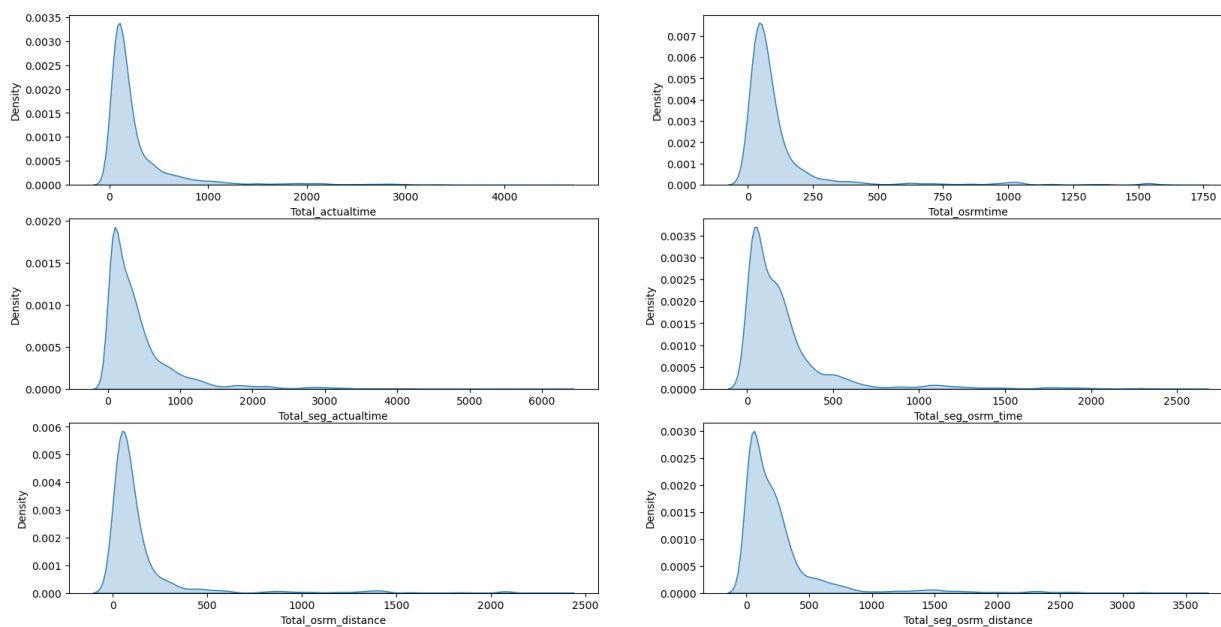 0.0035
0.0030
0.0025
0.0020
0.0015
0.0010
0.0005
0.0000
Density
0 1000 2000 3000 4000
Total_actualtime
0.007
0.006
0.005
0.004
0.003
0.002
0.001
0.000
Density
0 250 500 750 1000 1250 1500 1750
Total_osrmtime
0.0020
0.0015
0.0010
0.0005
0.0000
Density
0 1000 2000 3000 4000 5000 6000
Total_seg_actualtime
0.0035
0.0030
0.0025
0.0020
0.0015
0.0010
0.0005
0.0000
Density
0 500 1000 1500 2000 2500
Total_seg_osrm_time
0.006
0.005
0.004
0.003
0.002
0.001
0.000
Density
0 500 1000 1500 2000 2500
Total_osrm_distance
0.0030
0.0025
0.0020
0.0015
0.0010
0.0005
0.0000
Density
0 500 1000 1500 2000 2500 3000 3500
Total_seg_osrm_distance